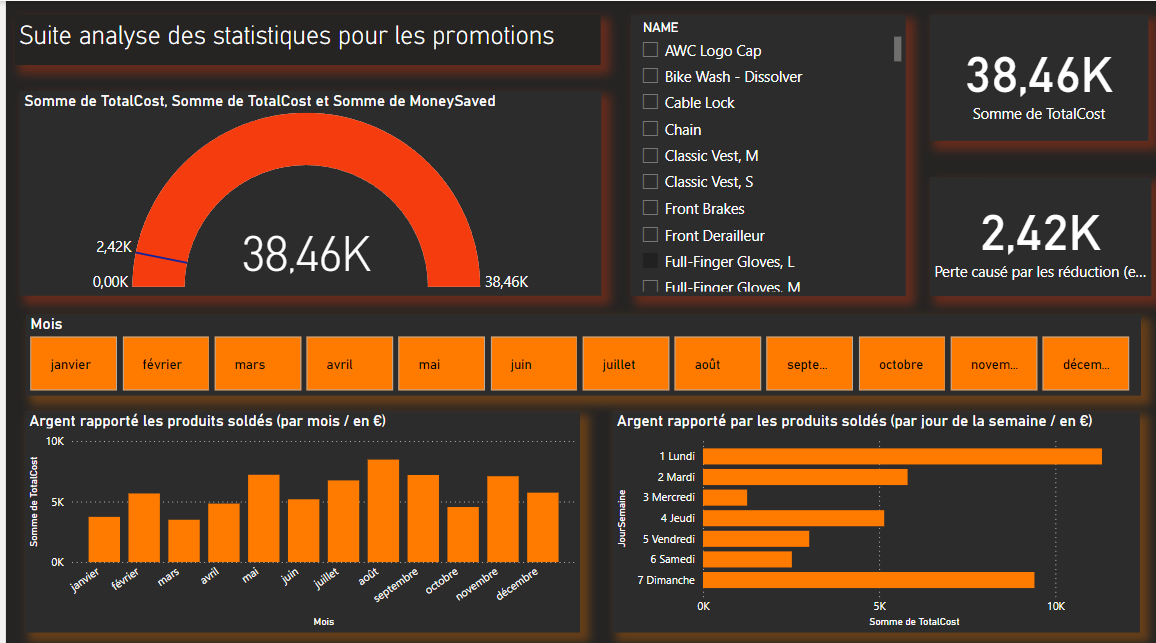 Suite analyse des statistiques pour les promotions
NAME
AWC Logo Cap
Bike Wash - Dissolver
Cable Lock
Chain
Classic Vest, M
Classic Vest, S
Front Brakes
Front Derailleur
Full-Finger Gloves, L
Full-Finger Gloves, M
38,46K
Somme de TotalCost
Somme de TotalCost, Somme de TotalCost et Somme de MoneySaved
2,42K
0,00K
38,46K
38,46K
2,42K
Perte causé par les réduction (e...
Mois
janvier
février
mars
avril
mai
juin
juillet
août
septe...
octobre
novem...
décem...
Argent rapporté les produits soldés (par mois / en €)
10K
5K
0K
Somme de TotalCost
janvier
février
mars
avril
mai
juin
juillet
août
septembre
octobre
novembre
décembre
Mois
Argent rapporté par les produits soldés (par jour de la semaine / en €)
JourSemaine
1 Lundi
2 Mardi
3 Mercredi
4 Jeudi
5 Vendredi
6 Samedi
7 Dimanche
0K
5K
10K
Somme de TotalCost